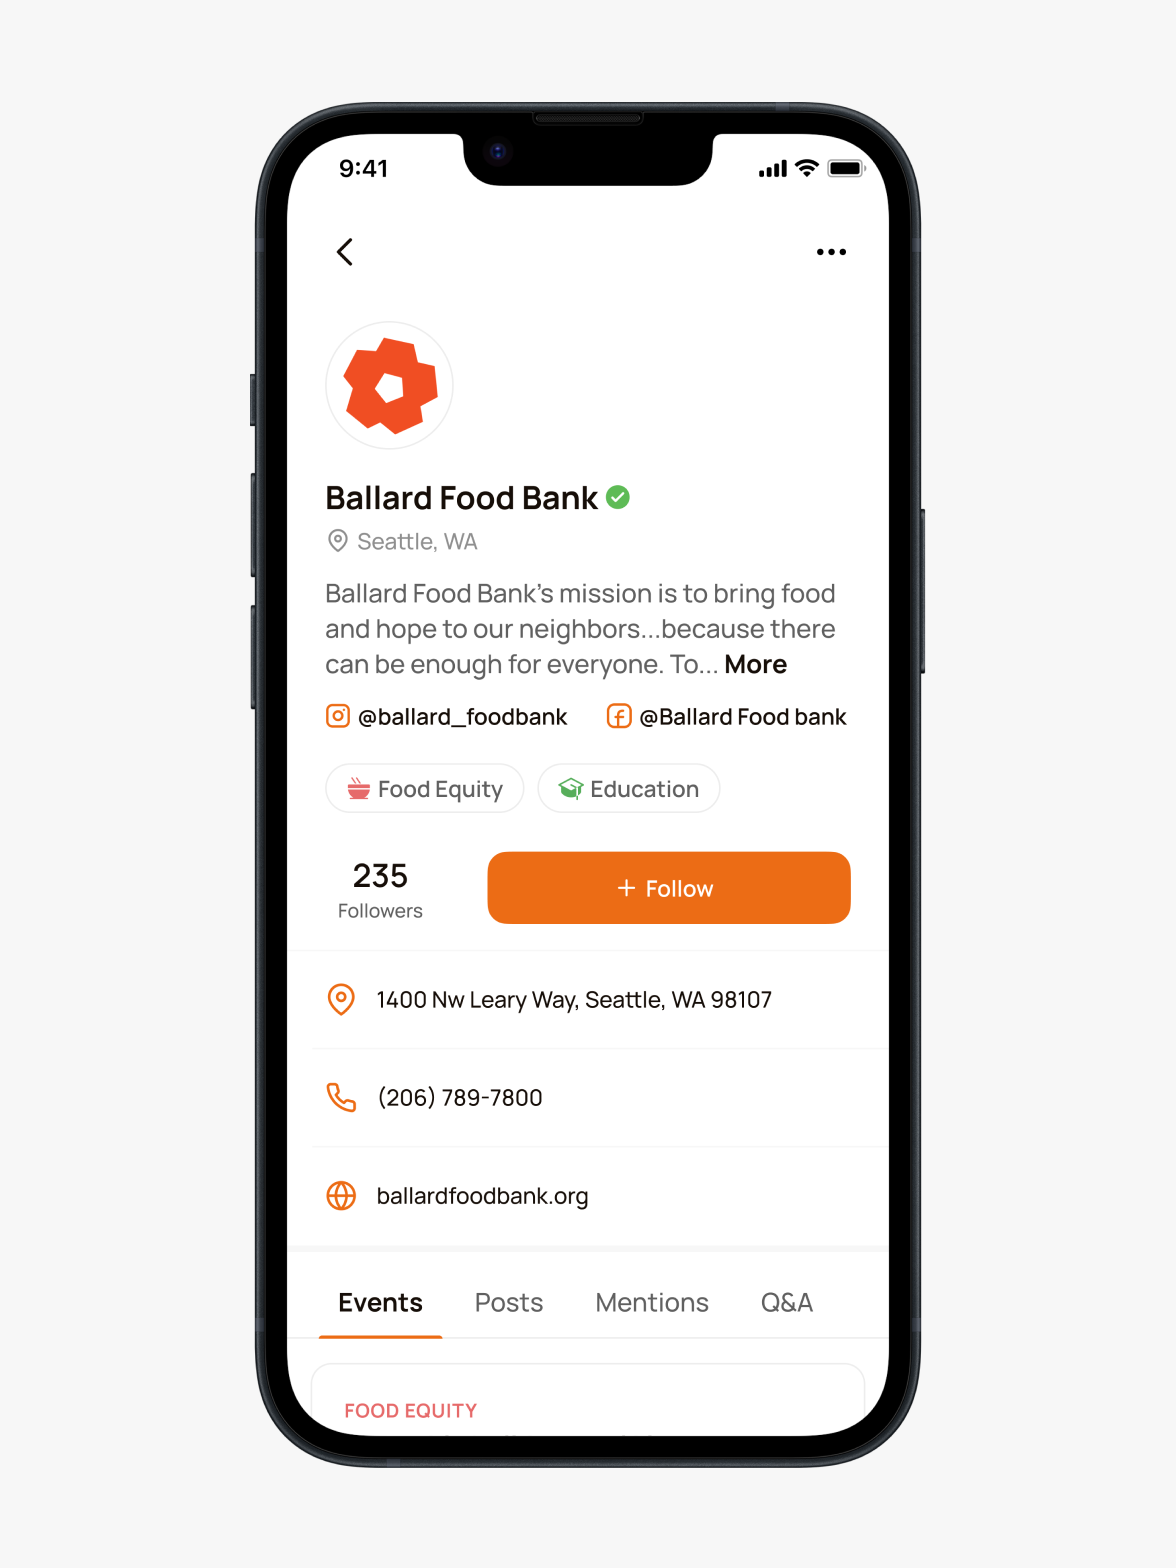 9:41
Ballard Food Bank
Seattle, WA
Ballard Food Bank's mission is to bring food
and hope to our neighbors...because there
can be enough for everyone. To... More
@ballard_foodbank
@Ballard Food bank
Food Equity
Education
235
Followers
+ Follow
1400 Nw Leary Way, Seattle, WA 98107
(206) 789-7800
ballardfoodbank.org
Events
Posts
Mentions
Q&A
FOOD EQUITY